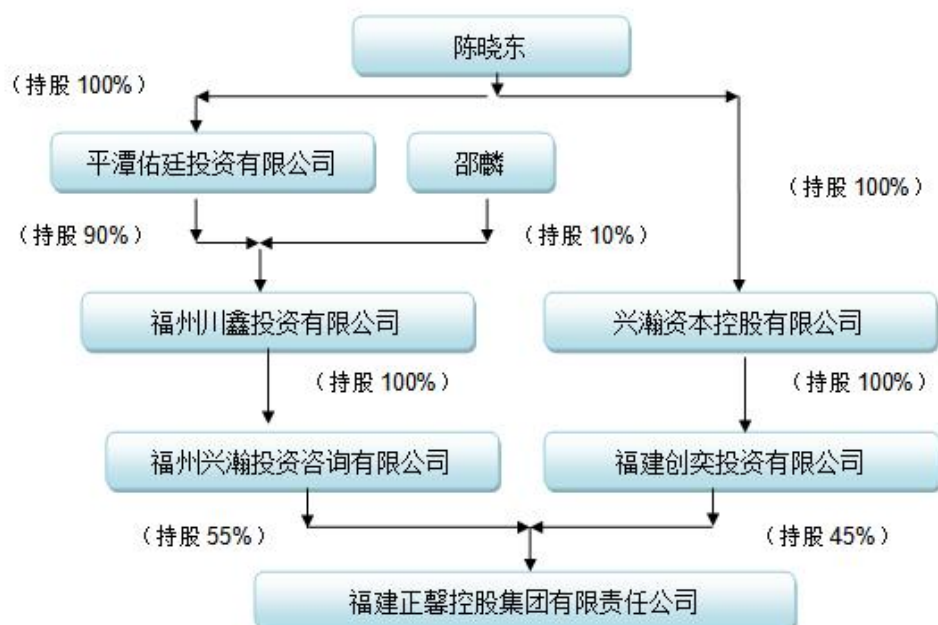 陈晓东
（持股 100%）
平潭佑廷投资有限公司
邵麟
（持股 100%）
（持股 90%）
（持股 10%）
福州川鑫投资有限公司
兴瀚资本控股有限公司
（持股 100%）
（持股 100%）
福州兴瀚投资咨询有限公司
福建创奕投资有限公司
（持股 55%）
（持股 45%）
福建正馨控股集团有限责任公司